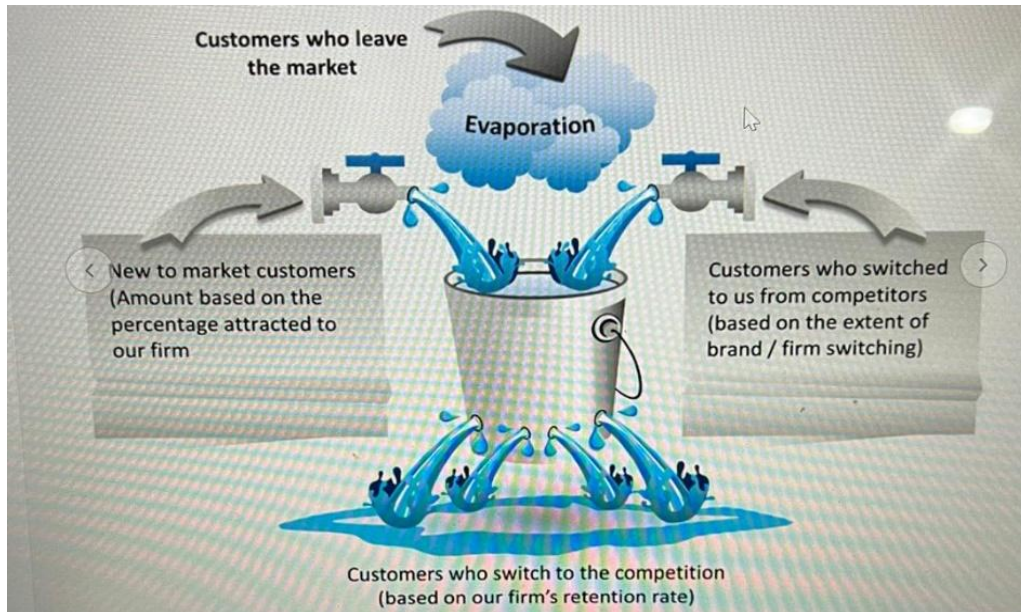 Customers who leave
the market
Evaporation
New to market customers
(Amount based on the
percentage attracted to
our firm
Customers who switched
to us from competitors
(based on the extent of
brand / firm switching)
Customers who switch to the competition
(based on our firm's retention rate)